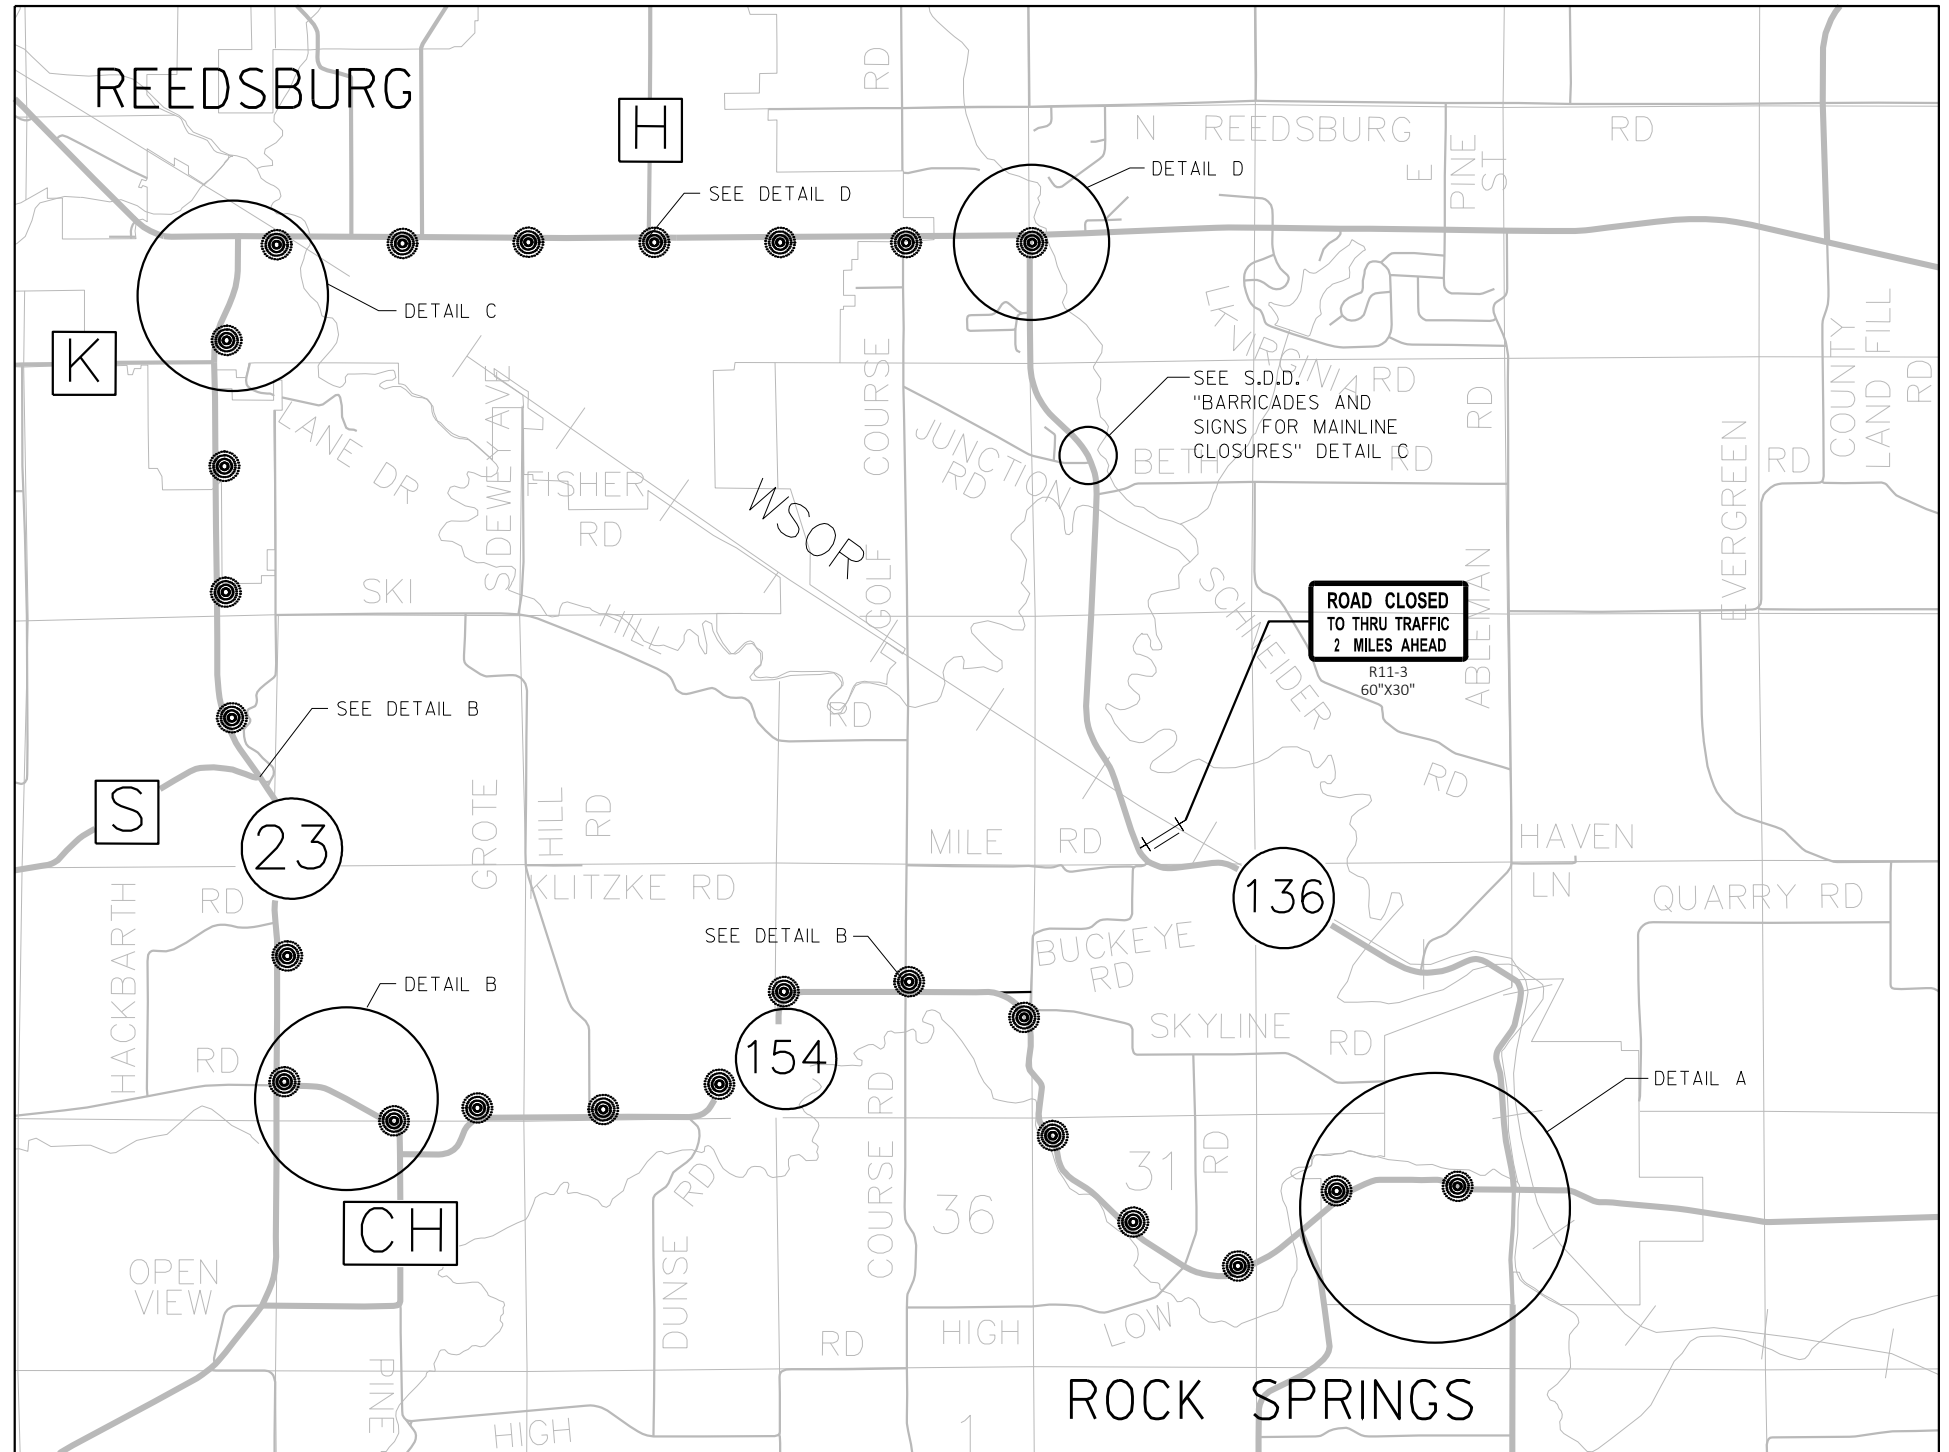 REEDSBURG
RD
H
N REEDSBURG RD
E PINE ST
DETAIL D
SEE DETAIL D
DETAIL C
K
LK VIRGINIA RD
COUNTY LAND FILL RD
SEE S.D.D.
"BARRICADES AND
SIGNS FOR MAINLINE
CLOSURES" DETAIL C
LANE DR
S DEWEY AVE
FISHER
RD
GOLF COURSE
JUNCTION
RD
BETH RD
ABLEMAN RD
EVERGREEN
RD
WSOR
SKI HILL RD
SCHNEIDER RD
ROAD CLOSED
TO THRU TRAFFIC
2 MILES AHEAD
R11-3
60"X30"
SEE DETAIL B
S
23
GROTE
HILL
RD
MILE RD
HAVEN
LN
KLITZKE RD
136
QUARRY RD
HACKBARTH
RD
SEE DETAIL B
BUCKEYE
RD
DETAIL B
RD
154
SKYLINE RD
DETAIL A
COURSE RD
31
RD
36
CH
OPEN
VIEW
DUNSE RD
RD
HIGH
LOW
PINE
HIGH
ROCK SPRINGS
1